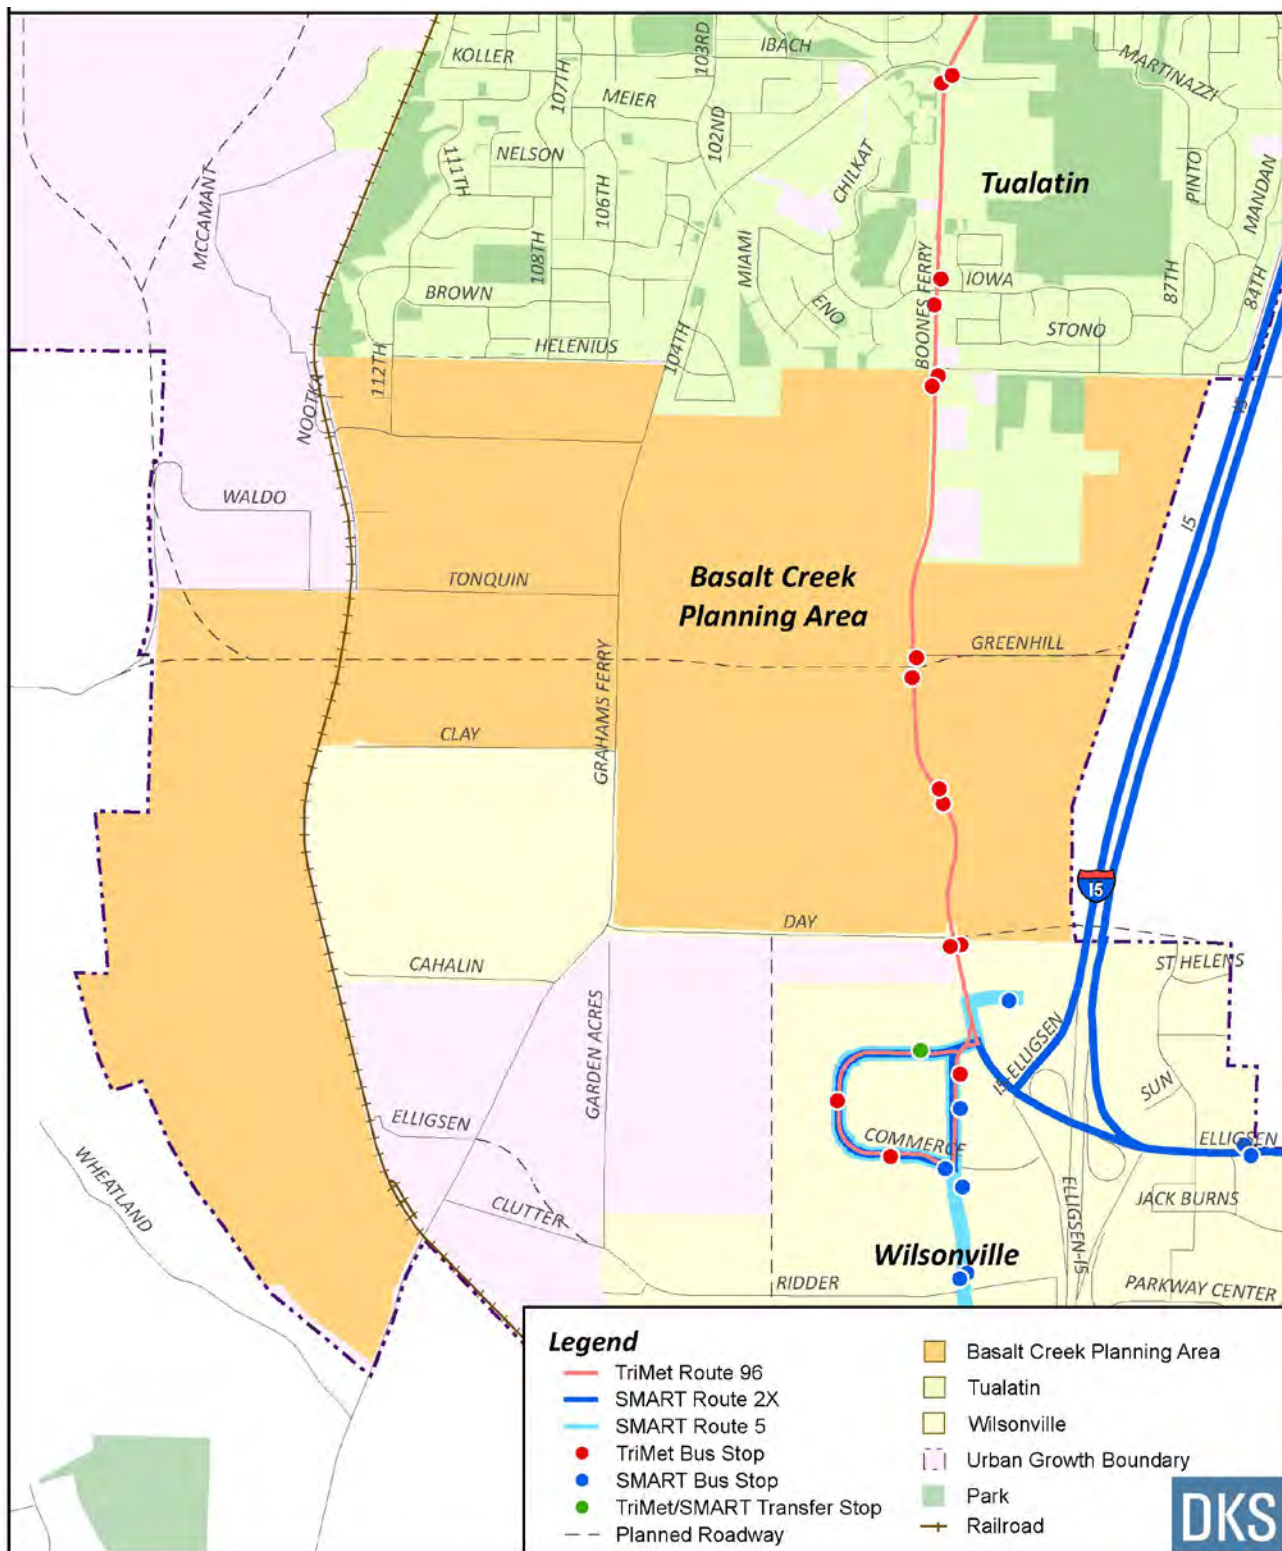 KOLLER
107TH
103RD
IBACH
MARTINAZZI
MEIER
102ND
MCCAMANT
111TH
NELSON
106TH
CHILKAT
Tualatin
PINTO
MANDAN
108TH
MIAMI
BROWN
ENO
BOONES FERRY
IOWA
87TH
84TH
STONO
HELENIUS
104TH
112TH
NOOTKA
I5
WALDO
I5
Basalt Creek
Planning Area
TONQUIN
GREENHILL
GRAHAMS FERRY
CLAY
15
DAY
CAHALIN
ST HELENS
GARDEN ACRES
I5-ELLIGSEN
SUN
ELLIGSEN
COMMERCE
ELLIGSEN
WHEATLAND
CLUTTER
ELLIGSEN-I5
JACK BURNS
Wilsonville
RIDDER
PARKWAY CENTER
Legend
TriMet Route 96
SMART Route 2X
SMART Route 5
TriMet Bus Stop
SMART Bus Stop
TriMet/SMART Transfer Stop
Planned Roadway
Basalt Creek Planning Area
Tualatin
Wilsonville
Urban Growth Boundary
Park
Railroad
DKS